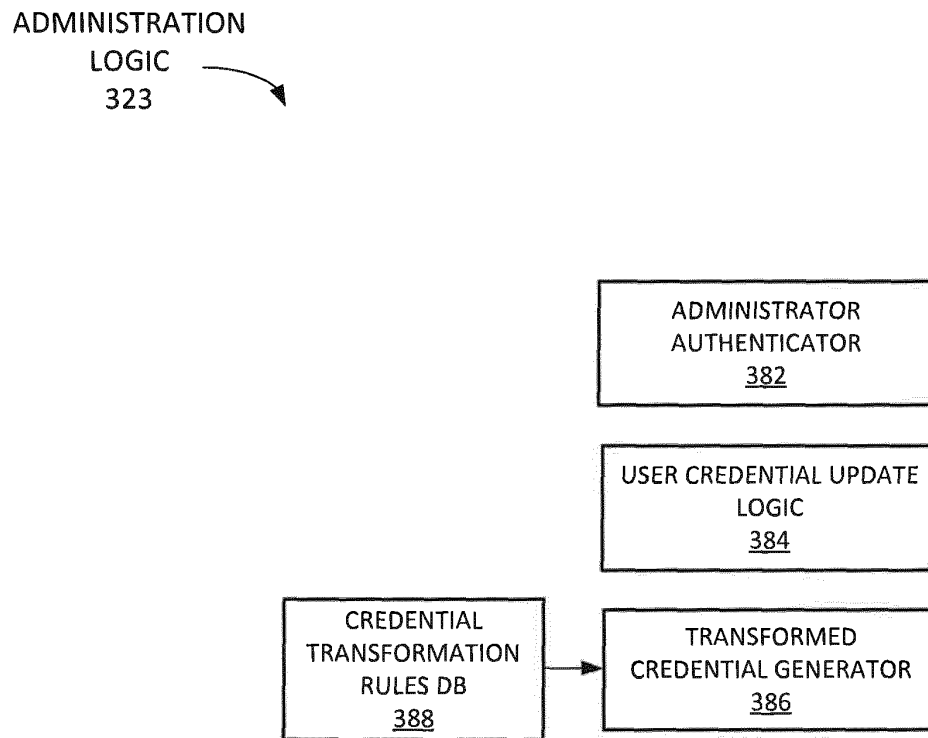 ADMINISTRATION
LOGIC
323
ADMINISTRATOR
AUTHENTICATOR
382
USER CREDENTIAL UPDATE
LOGIC
384
CREDENTIAL
TRANSFORMATION
RULES DB
388
TRANSFORMED
CREDENTIAL GENERATOR
386